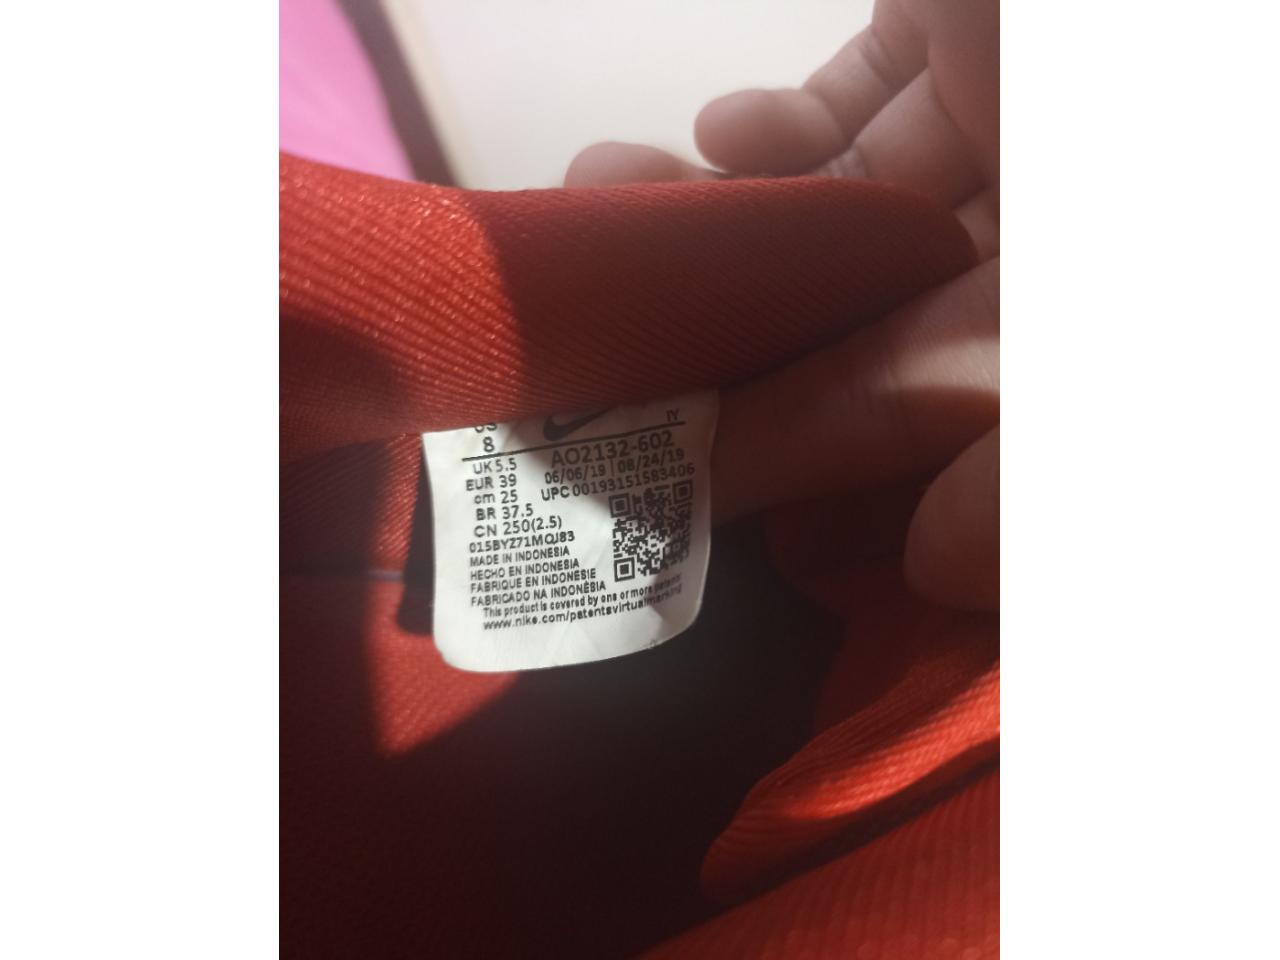 US
8
IY
UK 5.5
EUR 39
cm 25
BR 37.5
CN 250(2.5)
AO2132-602
06/06/19 | 08/24/19
UPC 00193151583406
015BYZ71MQJ83
MADE IN INDONESIA
HECHO EN INDONESIA
FABRIQUE EN INDONESIE
FABRICADO NA INDONÉSIA
This product is covered by one or more patents
www.nike.com/patentsvirtualmarking